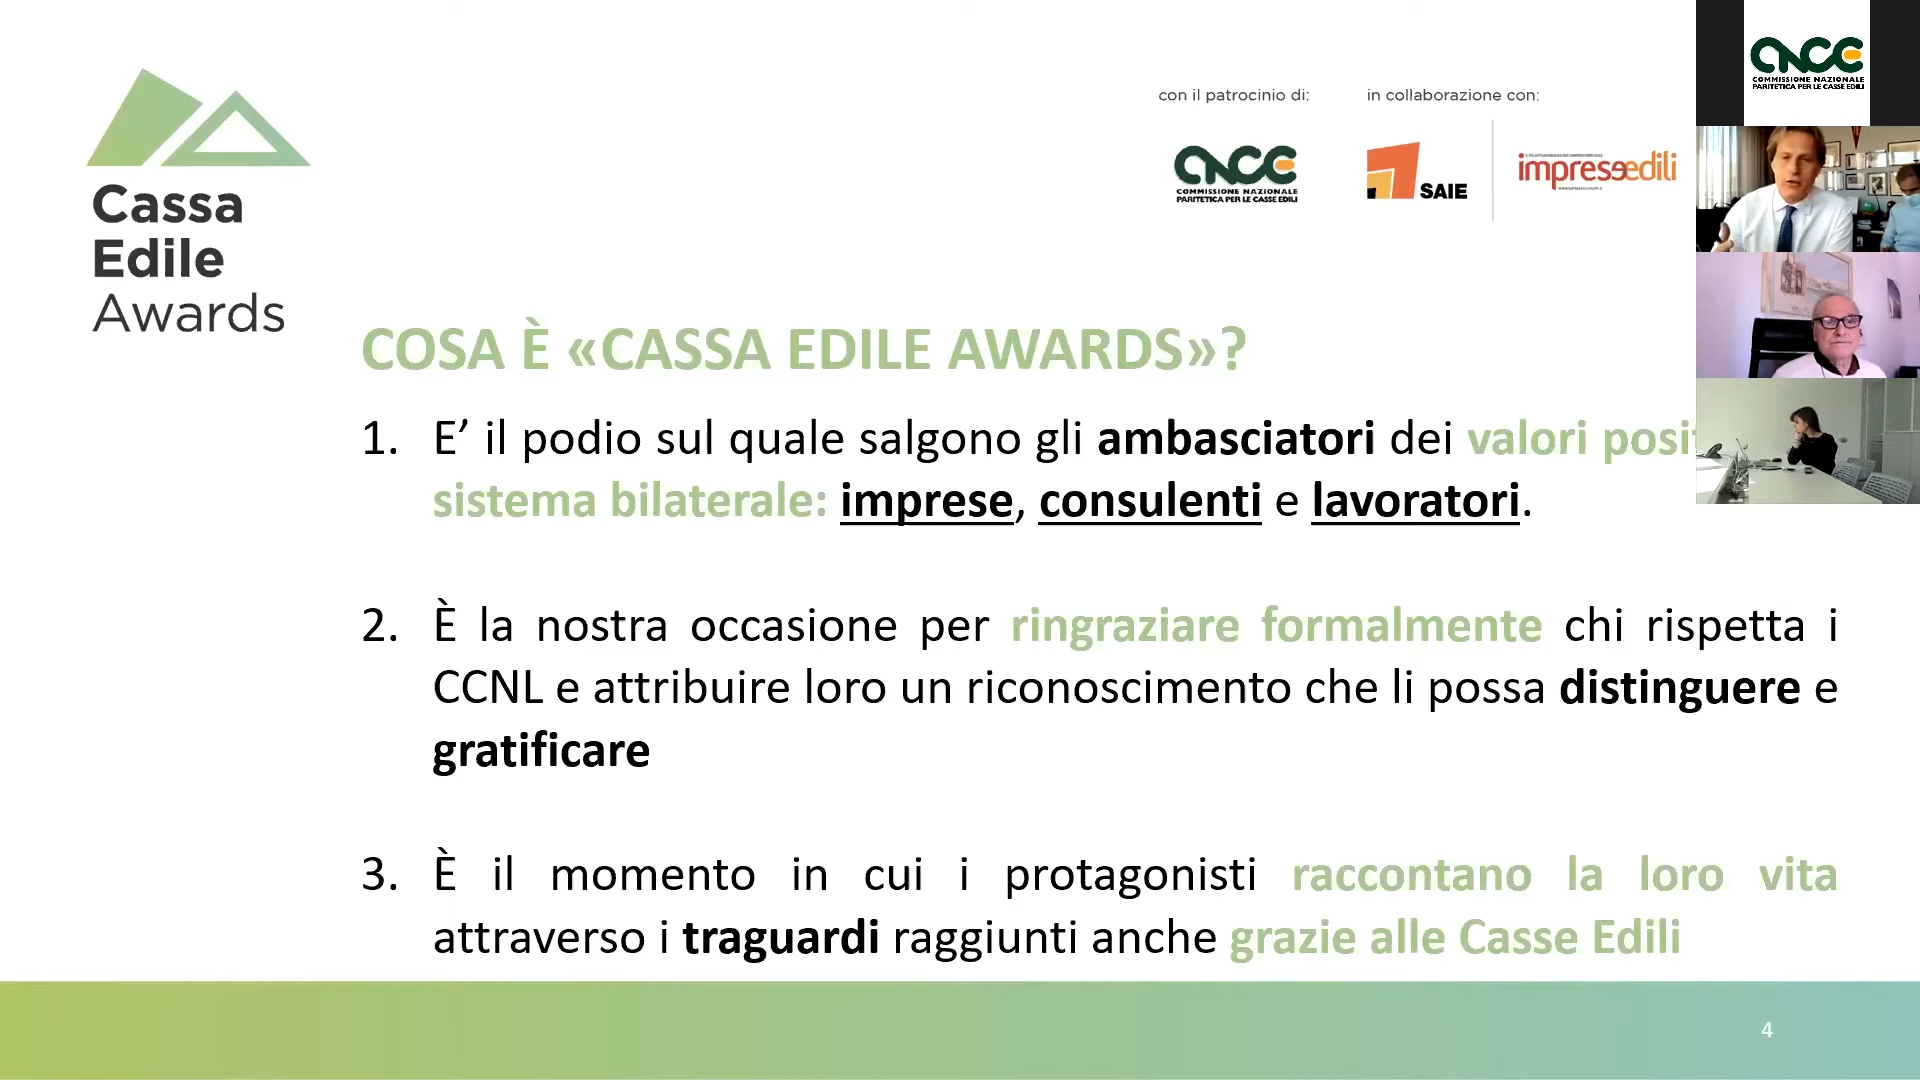 Cassa
Edile
Awards
con il patrocinio di:
in collaborazione con:
CNCE
COMMISSIONE NAZIONALE
PARITETICA PER LE CASSE EDILI
SAIE
impreseedili
CNCE
COMMISSIONE NAZIONALE
PARITETICA PER LE CASSE EDILI
COSA È «CASSA EDILE AWARDS»?
1. E’ il podio sul quale salgono gli ambasciatori dei valori posit
sistema bilaterale: imprese, consulenti e lavoratori.
2. È la nostra occasione per ringraziare formalmente chi rispetta i
CCNL e attribuire loro un riconoscimento che li possa distinguere e
gratificare
3. È il momento in cui i protagonisti raccontano la loro vita
attraverso i traguardi raggiunti anche grazie alle Casse Edili
4